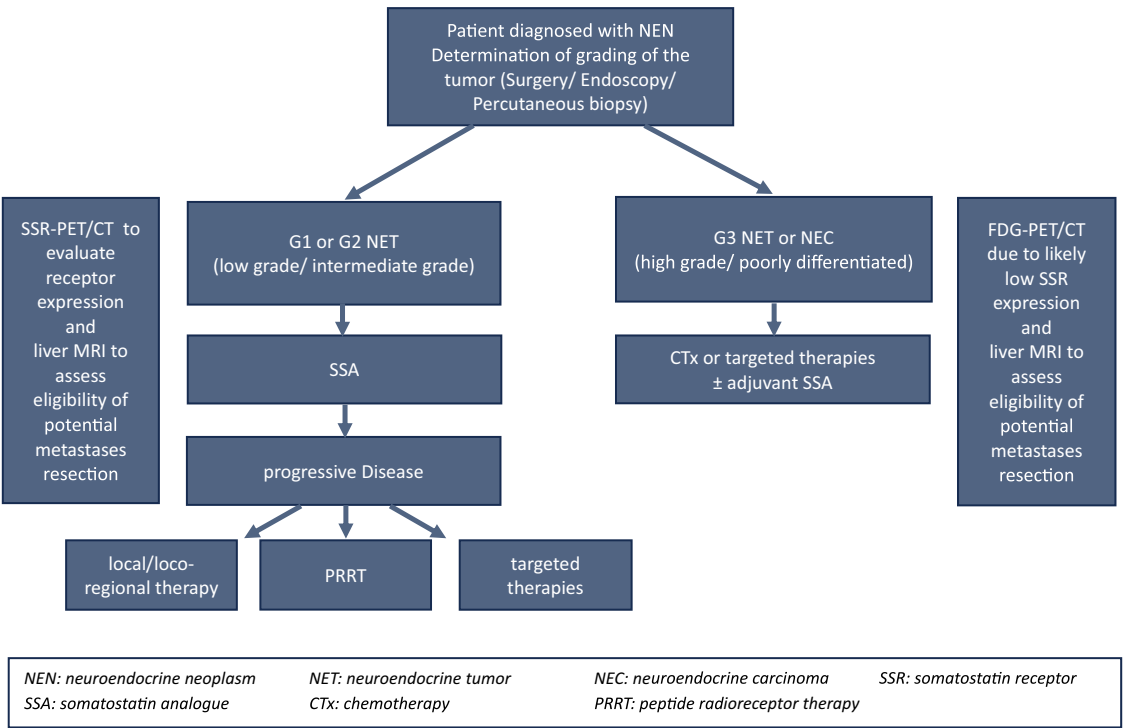 Patient diagnosed with NEN
Determination of grading of the
tumor (Surgery/ Endoscopy/
Percutaneous biopsy)
SSR-PET/CT to
evaluate
receptor
expression
and
liver MRI to
assess
eligibility of
potential
metastases
resection
G1 or G2 NET
(low grade/ intermediate grade)
SSA
progressive Disease
local/loco-
regional therapy
PRRT
targeted
therapies
G3 NET or NEC
(high grade/ poorly differentiated)
CTx or targeted therapies
± adjuvant SSA
FDG-PET/CT
due to likely
low SSR
expression
and
liver MRI to
assess
eligibility of
potential
metastases
resection
NEN: neuroendocrine neoplasm NET: neuroendocrine tumor NEC: neuroendocrine carcinoma SSR: somatostatin receptor
SSA: somatostatin analogue CTx: chemotherapy PRRT: peptide radioreceptor therapy